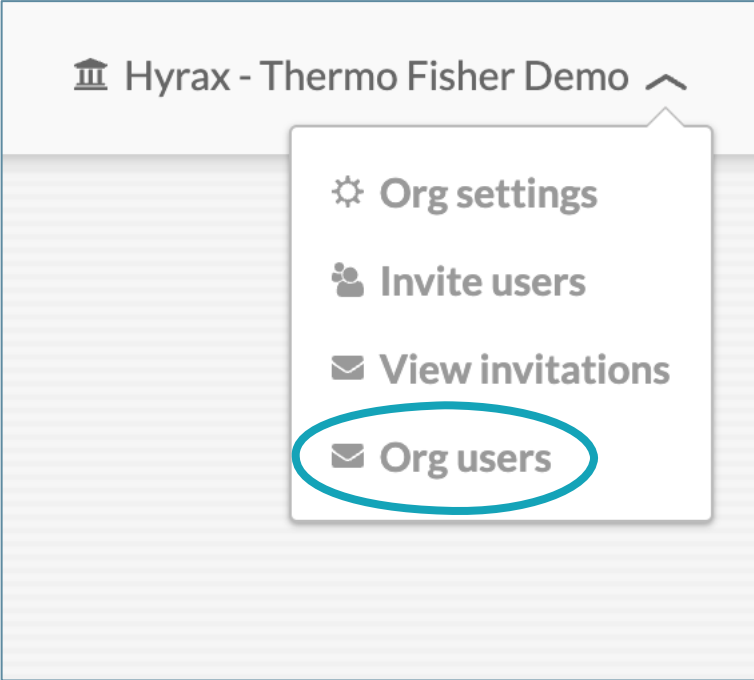 Hyrax - Thermo Fisher Demo
Org settings
Invite users
View invitations
Org users